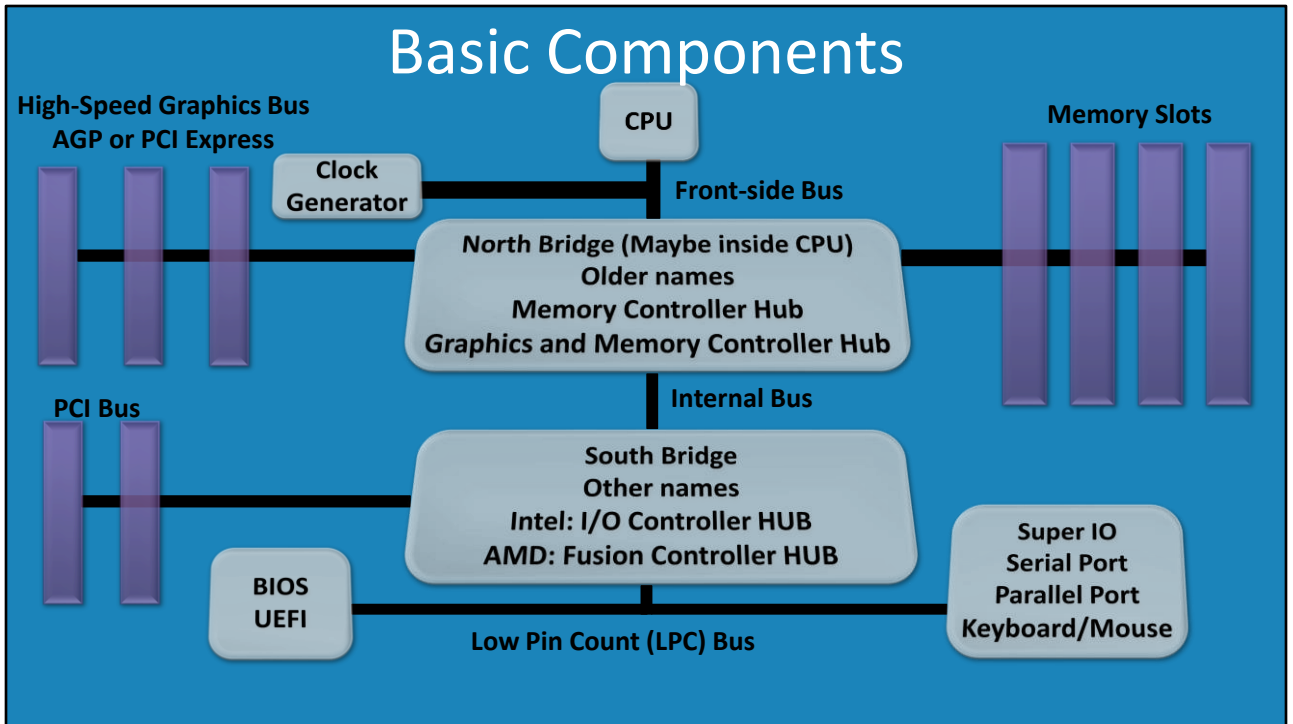 Basic Components
High-Speed Graphics Bus
AGP or PCI Express
CPU
Memory Slots
Clock
Generator
Front-side Bus
North Bridge (Maybe inside CPU)
Older names
Memory Controller Hub
Graphics and Memory Controller Hub
Internal Bus
PCI Bus
South Bridge
Other names
Intel: I/O Controller HUB
AMD: Fusion Controller HUB
Super IO
Serial Port
Parallel Port
Keyboard/Mouse
BIOS
UEFI
Low Pin Count (LPC) Bus